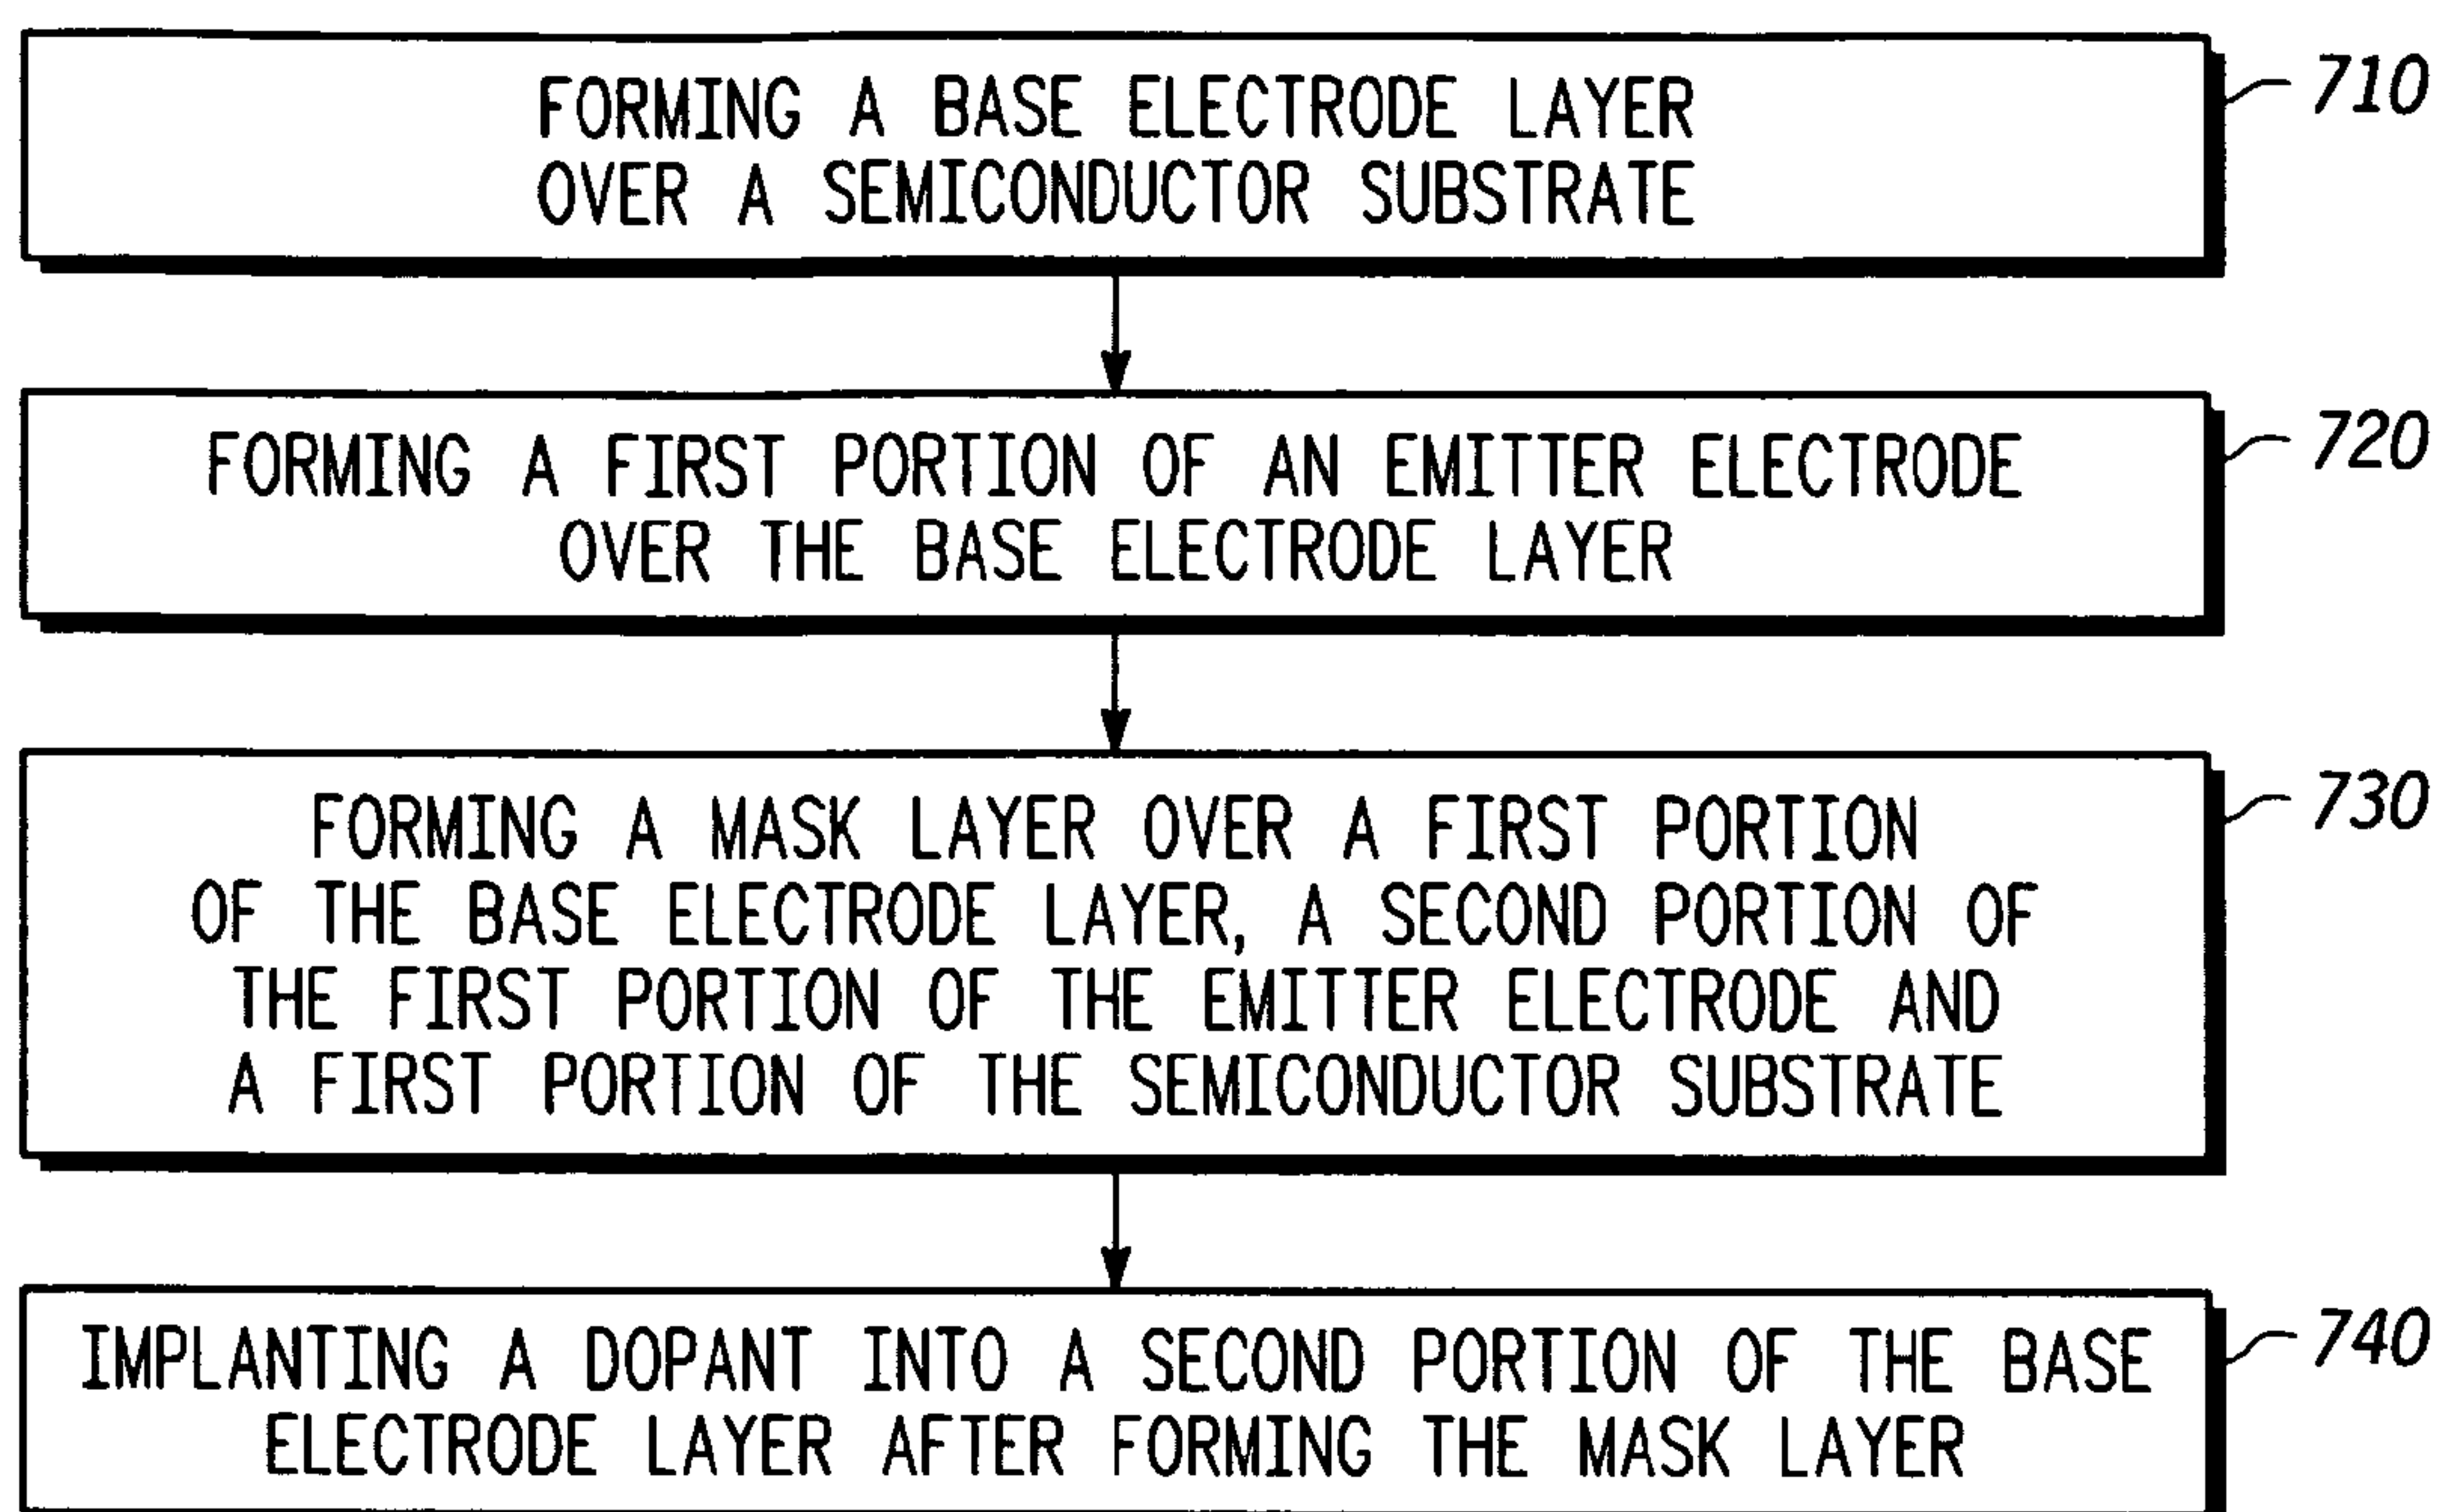 FORMING A BASE ELECTRODE LAYER
OVER A SEMICONDUCTOR SUBSTRATE
710
FORMING A FIRST PORTION OF AN EMITTER ELECTRODE
OVER THE BASE ELECTRODE LAYER
720
FORMING A MASK LAYER OVER A FIRST PORTION
OF THE BASE ELECTRODE LAYER, A SECOND PORTION OF
THE FIRST PORTION OF THE EMITTER ELECTRODE AND
A FIRST PORTION OF THE SEMICONDUCTOR SUBSTRATE
730
IMPLANTING A DOPANT INTO A SECOND PORTION OF THE BASE
ELECTRODE LAYER AFTER FORMING THE MASK LAYER
740